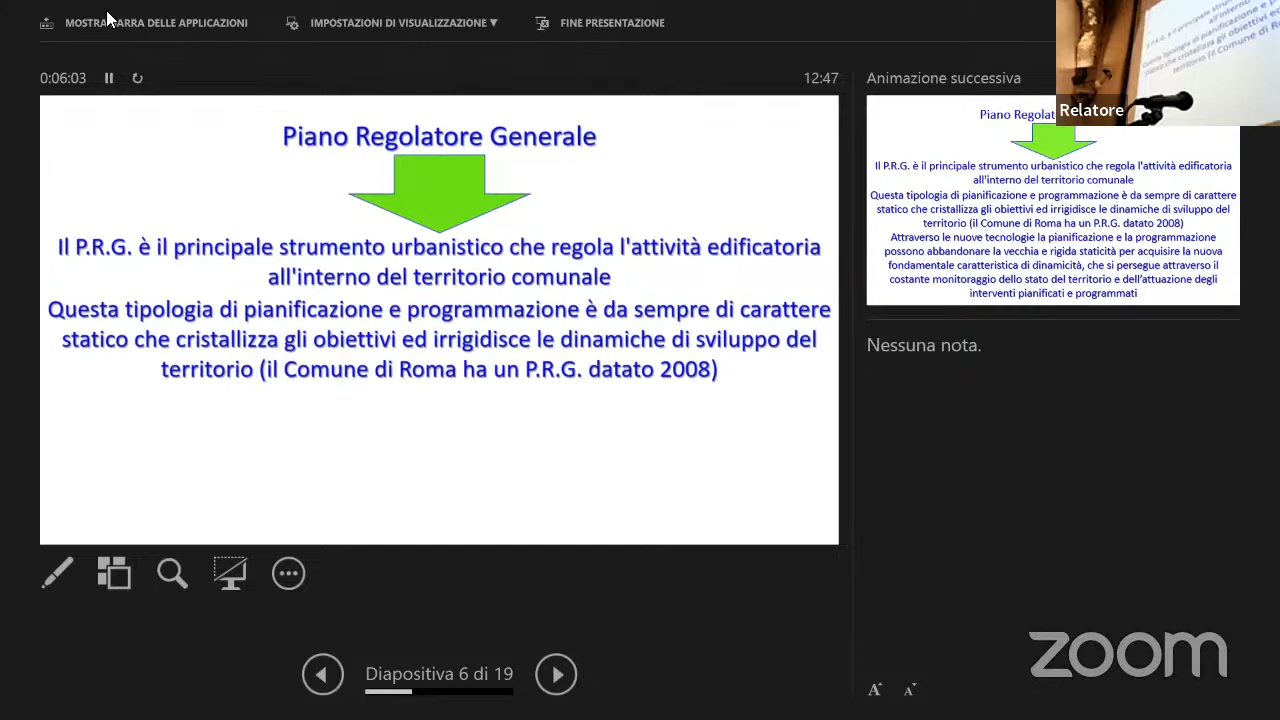 MOSTRA ARRA DELLE APPLICAZIONI
IMPOSTAZIONI DI VISUALIZZAZIONE ▼
FINE PRESENTAZIONE
0:06:03
12:47
Piano Regolatore Generale
Il P.R.G. è il principale strumento urbanistico che regola l'attività edificatoria
all'interno del territorio comunale
Questa tipologia di pianificazione e programmazione è da sempre di carattere
statico che cristallizza gli obiettivi ed irrigidisce le dinamiche di sviluppo del
territorio (il Comune di Roma ha un P.R.G. datato 2008)
Animazione successiva
Relatore
Piano Regolat
Il P.R.G. è il principale strumento urbanistico che regola l'attività edificatoria
all'interno del territorio comunale
Questa tipologia di pianificazione e programmazione è da sempre di carattere
statico che cristallizza gli obiettivi ed irrigidisce le dinamiche di sviluppo del
territorio (il Comune di Roma ha un P.R.G. datato 2008)
Attraverso le nuove tecnologie la pianificazione e la programmazione
possono abbandonare la vecchia e rigida staticità per acquisire la nuova
fondamentale caratteristica di dinamicità, che si persegue attraverso il
costante monitoraggio dello stato del territorio e dell'attuazione degli
interventi pianificati e programmati
Nessuna nota.
Diapositiva 6 di 19
A A
zoom